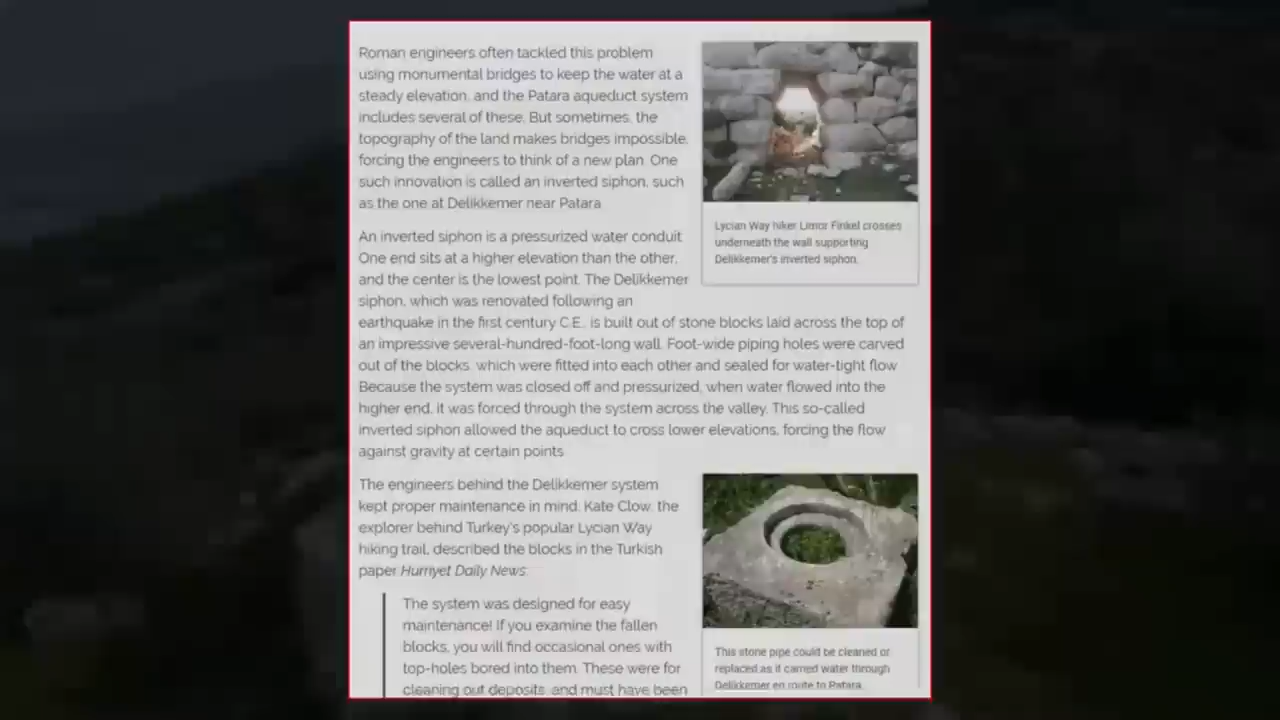 Roman engineers often tackled this problem
using monumental bridges to keep the water at a
steady elevation, and the Patara aqueduct system
includes several of these. But sometimes, the
topography of the land makes bridges impossible,
forcing the engineers to think of a new plan. One
such innovation is called an inverted siphon, such
as the one at Delikkemer near Patara.
Lycian Way hiker Limor Finkel crosses
underneath the wall supporting
Delikkemer's inverted siphon.
An inverted siphon is a pressurized water conduit.
One end sits at a higher elevation than the other,
and the center is the lowest point. The Delikkemer
siphon, which was renovated following an
earthquake in the first century C.E., is built out of stone blocks laid across the top of
an impressive several-hundred-foot-long wall. Foot-wide piping holes were carved
out of the blocks, which were fitted into each other and sealed for water-tight flow.
Because the system was closed off and pressurized, when water flowed into the
higher end, it was forced through the system across the valley. This so-called
inverted siphon allowed the aqueduct to cross lower elevations, forcing the flow
against gravity at certain points.
The engineers behind the Delikkemer system
kept proper maintenance in mind. Kate Clow, the
explorer behind Turkey's popular Lycian Way
hiking trail, described the blocks in the Turkish
paper Hurriyet Daily News:
The system was designed for easy
maintenance! If you examine the fallen
blocks, you will find occasional ones with
top-holes bored into them. These were for
cleaning out deposits, and must have been
This stone pipe could be cleaned or
replaced as it carried water through
Delikkemer en route to Patara.